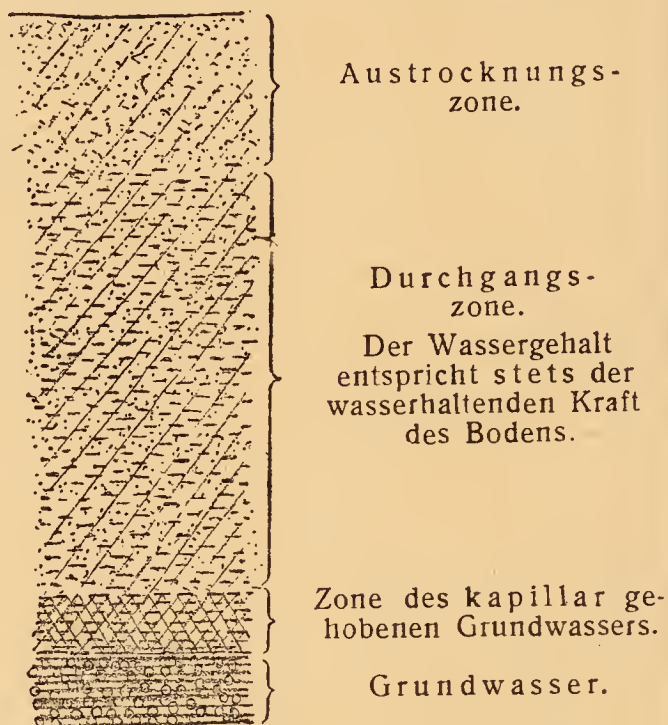 Austrocknungs-
zone.
Durchgangs-
zone.
Der Wassergehalt
entspricht stets der
wasserhaltenden Kraft
des Bodens.
Zone des kapillar ge-
hobenen Grundwassers.
Grundwasser.